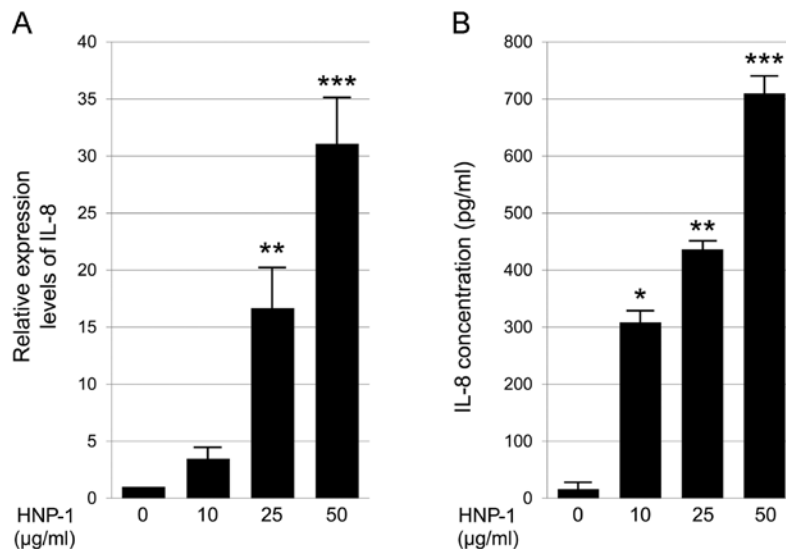 A
Relative expression
levels of IL-8
40
35
30
25
20
15
10
5
0
**
***
HNP-1
(µg/ml)
0 10 25 50
B
IL-8 concentration (pg/ml)
800
700
600
500
400
300
200
100
0
*
**
***
HNP-1
(µg/ml)
0 10 25 50